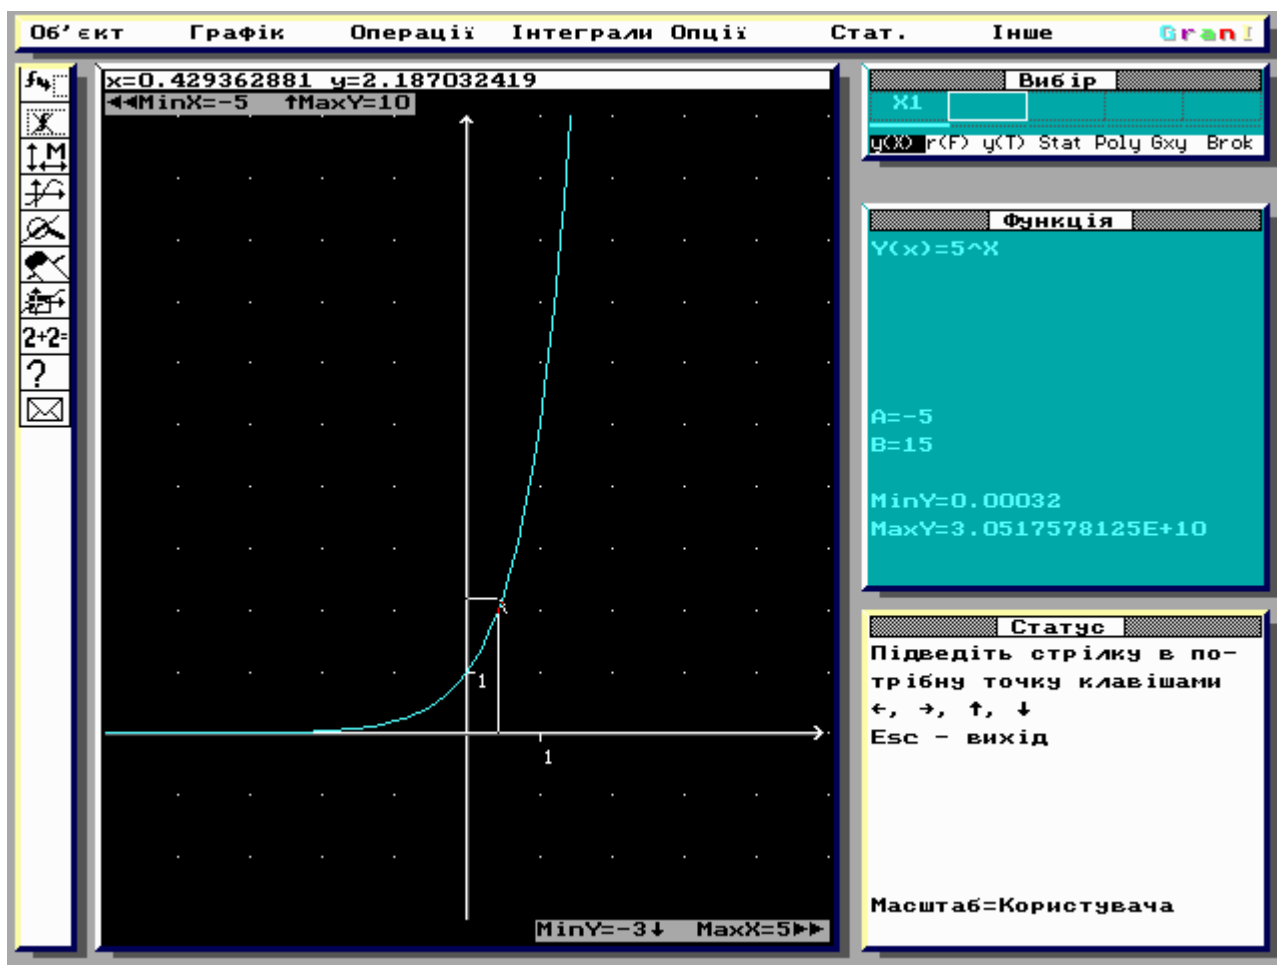 Об'єкт Графік Операції Інтеграли Опції Стат. Інше GranI
x=0.429362881 y=2.187032419
◄◄MinX=-5 ↑MaxY=10
1
1
MinY=-3↓ MaxX=5►►
2+2=
?
Вибір
X1
y(X) r(F) y(T) Stat Poly Gxy Brok
Функція
Y(x)=5^X
A=-5
B=15
MinY=0.00032
MaxY=3.0517578125E+10
Статус
Підведіть стрілку в по-
трібну точку клавішами
←, →, ↑, ↓
Esc - вихід
Масштаб=Користувача